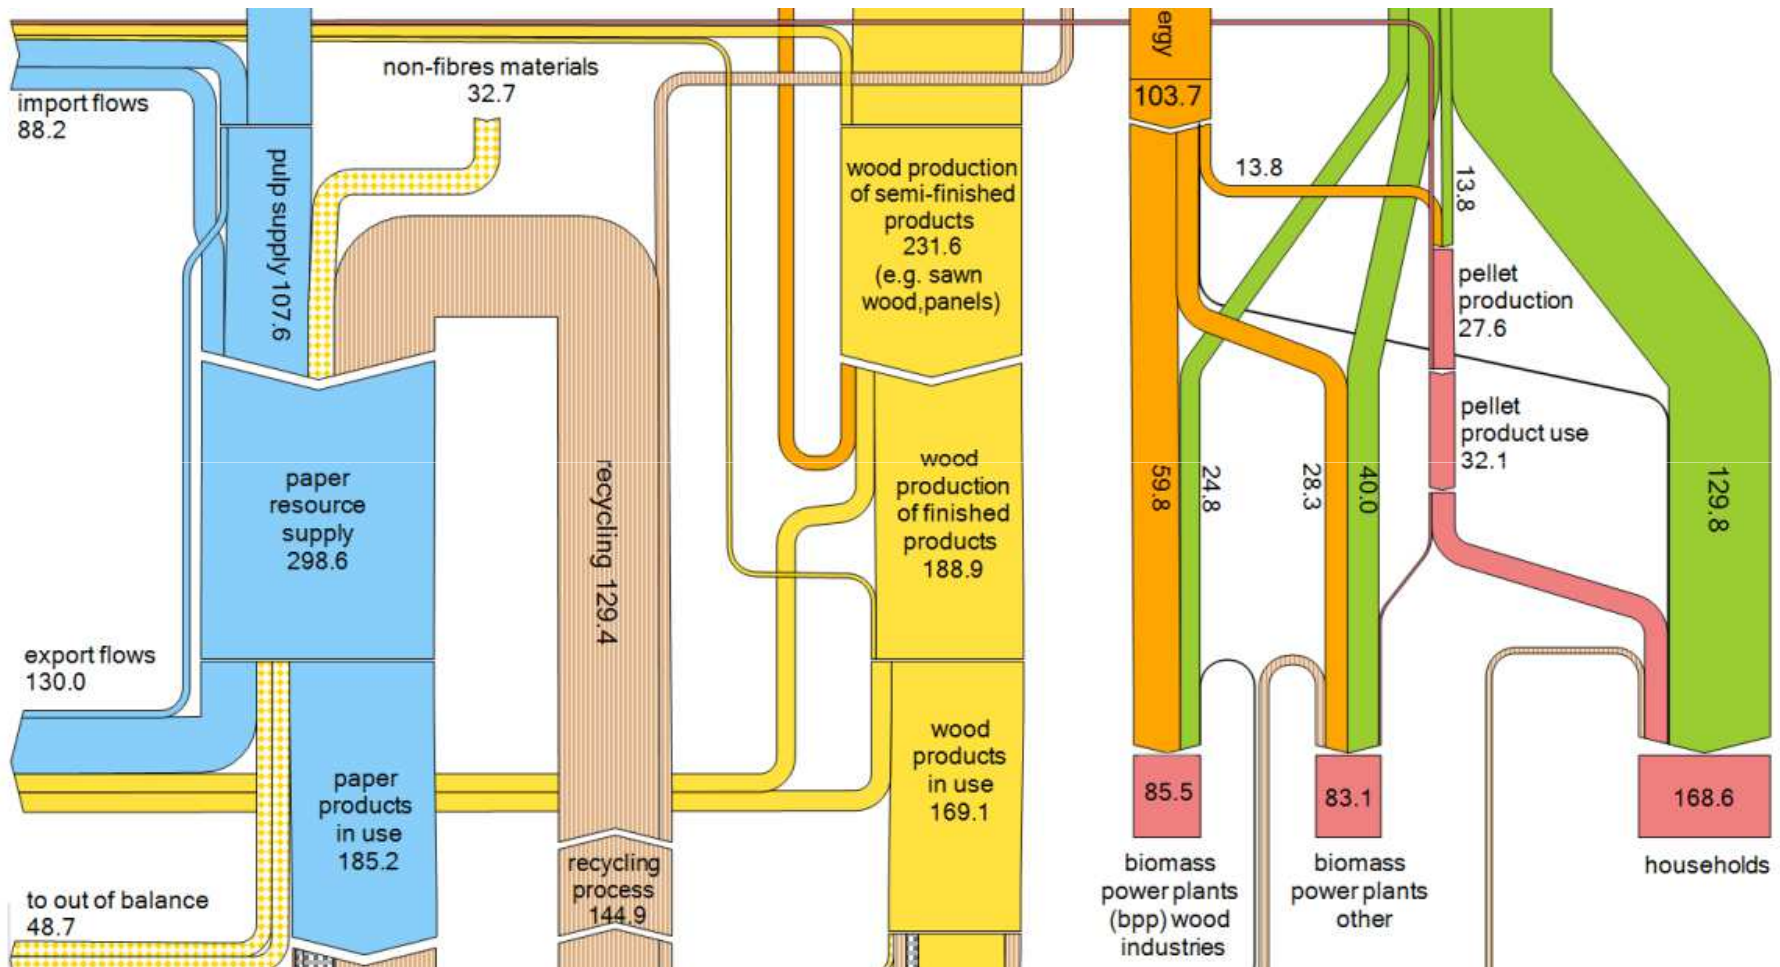 ergy
103.7
import flows
88.2
non-fibres materials
32.7
pulp supply 107.6
wood production
of semi-finished
products
231.6
(e.g. sawn
wood,panels)
13.8
13.8
pellet
production
27.6
pellet
product use
32.1
paper
resource
supply
298.6
recycling 129.4
wood
production
of finished
products
188.9
59.8
24.8
28.3
40.0
129.8
export flows
130.0
wood
products
in use
169.1
paper
products
in use
185.2
recycling
process
144.9
to out of balance
48.7
85.5
83.1
168.6
biomass
power plants
(bpp) wood
industries
biomass
power plants
other
households